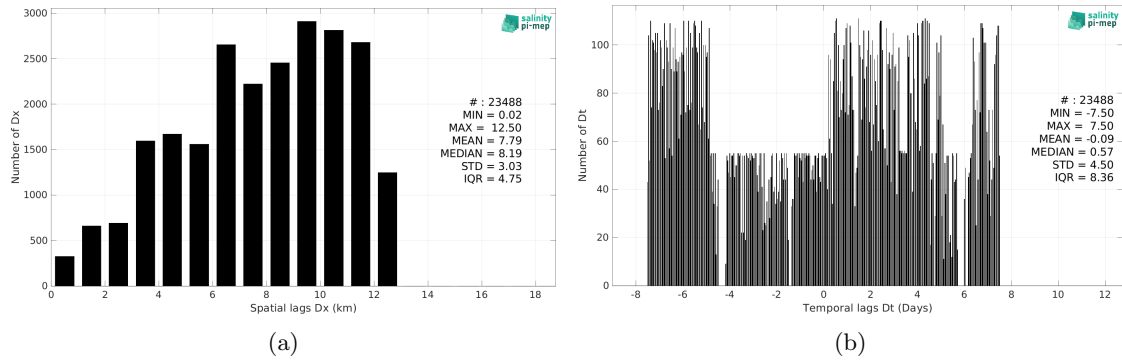 3000
2500
2000
1500
1000
500
0
0 2 4 6 8 10 12 14 16 18
Number of Dx
Spatial lags Dx (km)
salinity
pi-mep
# : 23488
MIN = 0.02
MAX = 12.50
MEAN = 7.79
MEDIAN = 8.19
STD = 3.03
IQR = 4.75
(a)
100
80
60
40
20
0
-8 -6 -4 -2 0 2 4 6 8 10 12
Number of Dt
Temporal lags Dt (Days)
salinity
pi-mep
# : 23488
MIN = -7.50
MAX = 7.50
MEAN = -0.09
MEDIAN = 0.57
STD = 4.50
IQR = 8.36
(b)